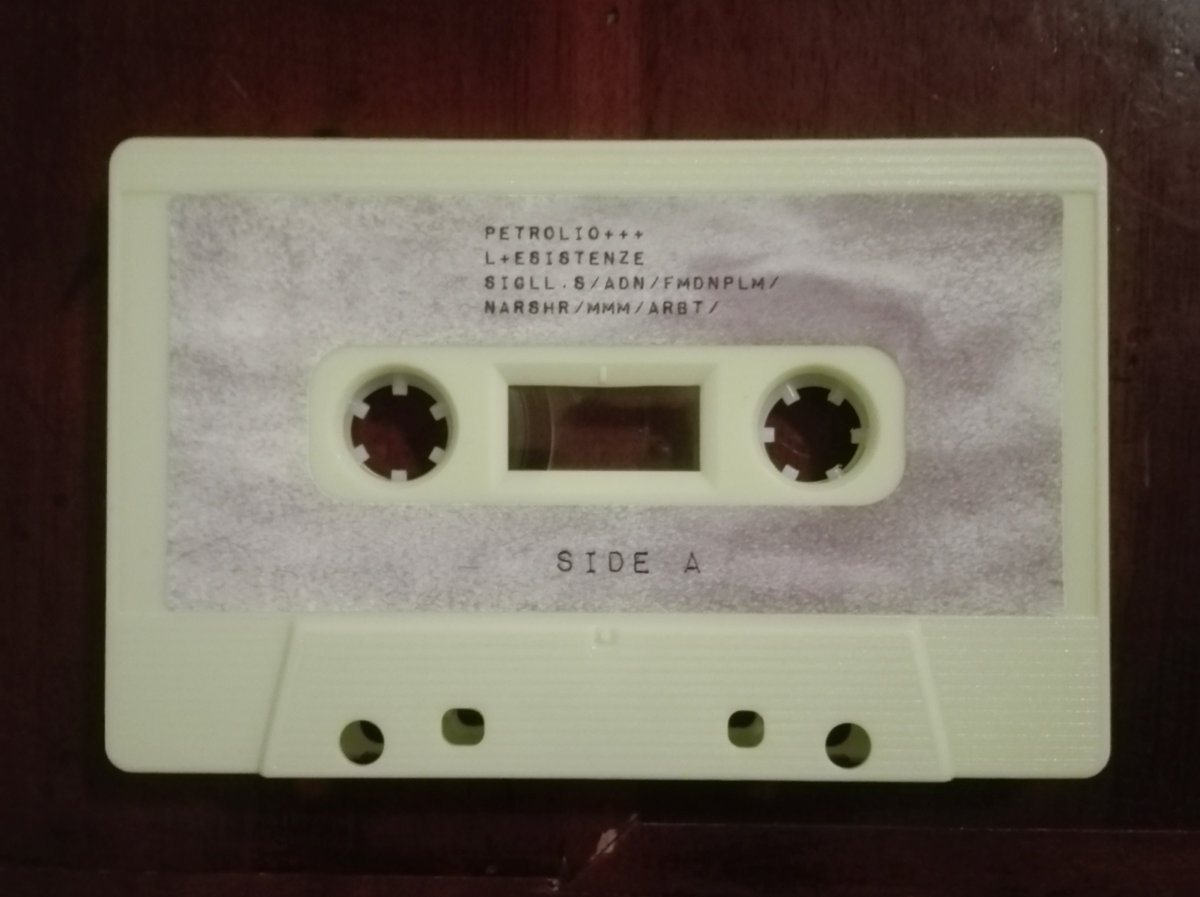 PETROLIO+++
L+ESISTENZE
SIGLL.S/ADN/FMDNPLM/
NARSHR/MMM/ARBT/
SIDE A